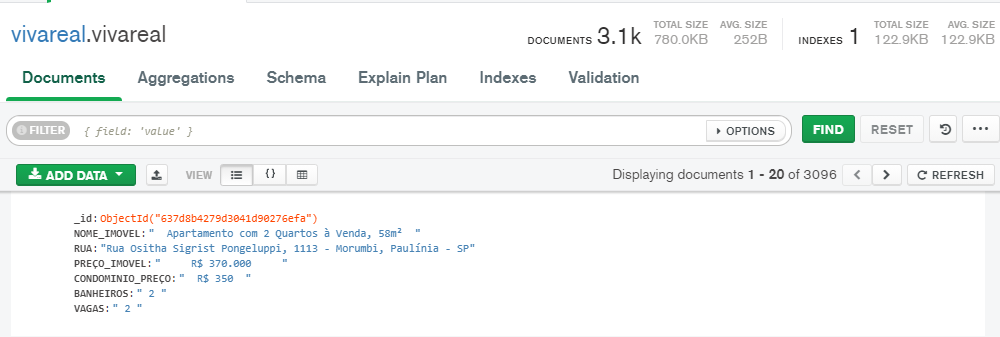 vivareal.vivareal
DOCUMENTS 3.1k TOTAL SIZE 780.0KB AVG. SIZE 252B INDEXES 1 TOTAL SIZE 122.9KB AVG. SIZE 122.9KB
Documents Aggregations Schema Explain Plan Indexes Validation
FILTER { field: 'value' } OPTIONS FIND RESET ...
ADD DATA VIEW {} Displaying documents 1 - 20 of 3096 < > REFRESH
_id: ObjectId("637d8b4279d3041d90276efa")
NOME_IMOVEL: "  Apartamento com 2 Quartos à Venda, 58m²  "
RUA: "Rua Ositha Sigrist Pongeluppi, 1113 - Morumbi, Paulínia - SP"
PREÇO_IMOVEL: "     R$ 370.000     "
CONDOMINIO_PREÇO: "  R$ 350  "
BANHEIROS: " 2 "
VAGAS: " 2 "